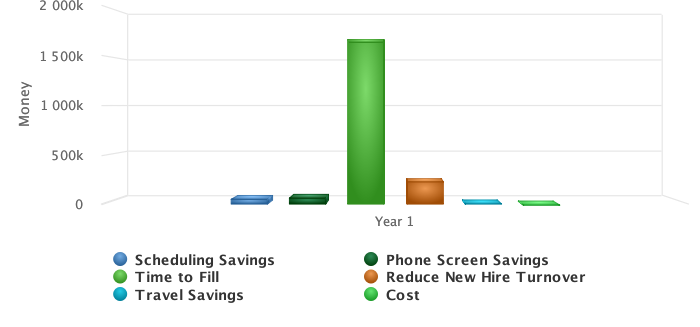 2 000k
1 500k
1 000k
500k
0
Money
Year 1
Scheduling Savings
Phone Screen Savings
Time to Fill
Reduce New Hire Turnover
Travel Savings
Cost